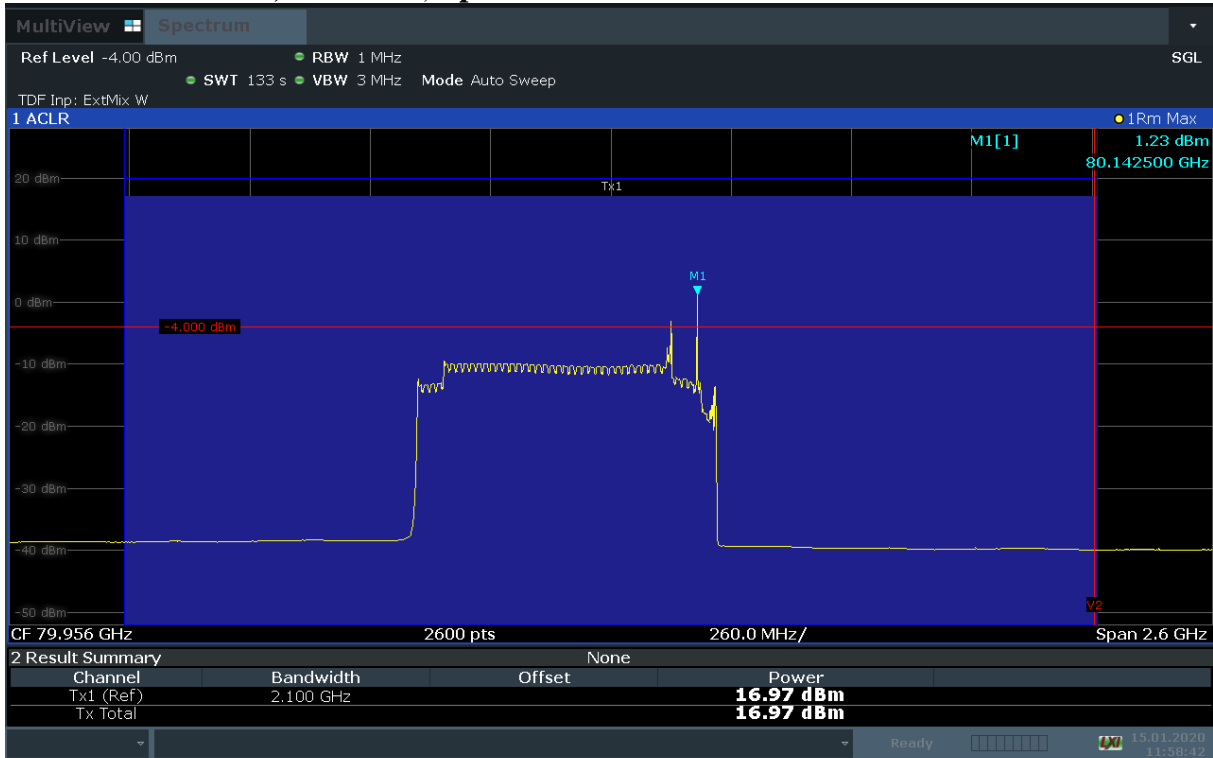 MultiView Spectrum
Ref Level -4.00 dBm RBW 1 MHz SGL
SWT 133 s VBW 3 MHz Mode Auto Sweep
TDF Inp: ExtMix W
1 ACLR 1Rm Max
M1[1] 1.23 dBm
80.142500 GHz
20 dBm
Tx1
10 dBm
M1
0 dBm
-4.000 dBm
-10 dBm
-20 dBm
-30 dBm
-40 dBm
-50 dBm
V2
CF 79.956 GHz 2600 pts 260.0 MHz/ Span 2.6 GHz
2 Result Summary None
Channel Bandwidth Offset Power
Tx1 (Ref) 2.100 GHz 16.97 dBm
Tx Total 16.97 dBm
Ready LXI 15.01.2020
11:58:42